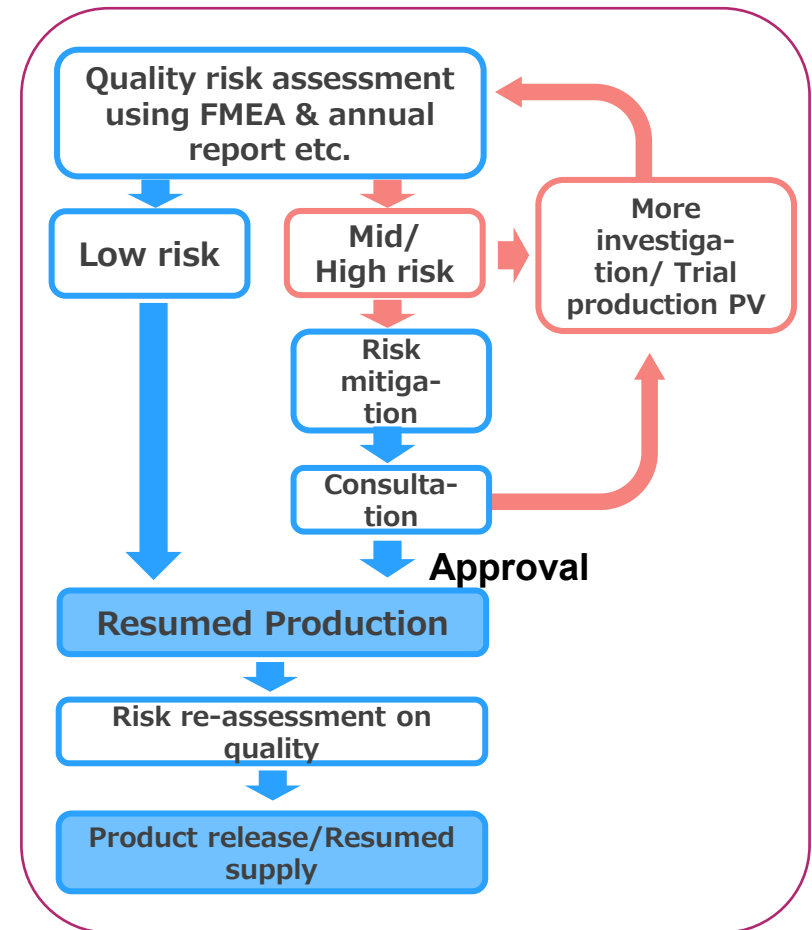 Quality risk assessment
using FMEA & annual
report etc.
Low risk
Mid/
High risk
More
investiga-
tion/ Trial
production PV
Risk
mitiga-
tion
Consulta-
tion
Approval
Resumed Production
Risk re-assessment on
quality
Product release/Resumed
supply